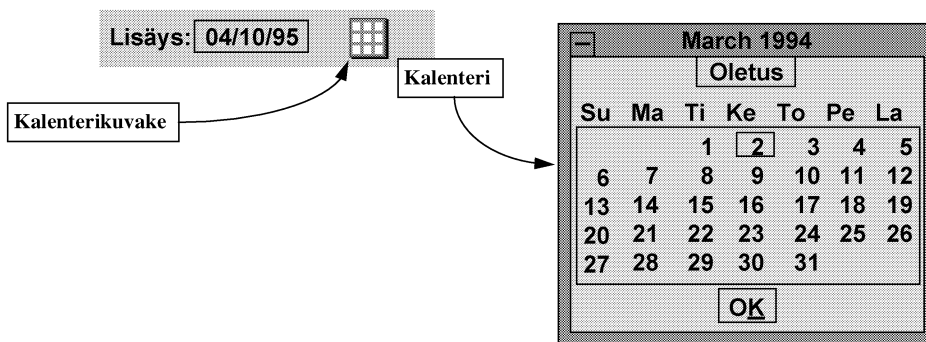 Lisäys: 04/10/95
Kalenterikuvake
Kalenteri
March 1994
Oletus
Su Ma Ti Ke To Pe La
1 2 3 4 5
6 7 8 9 10 11 12
13 14 15 16 17 18 19
20 21 22 23 24 25 26
27 28 29 30 31
OK